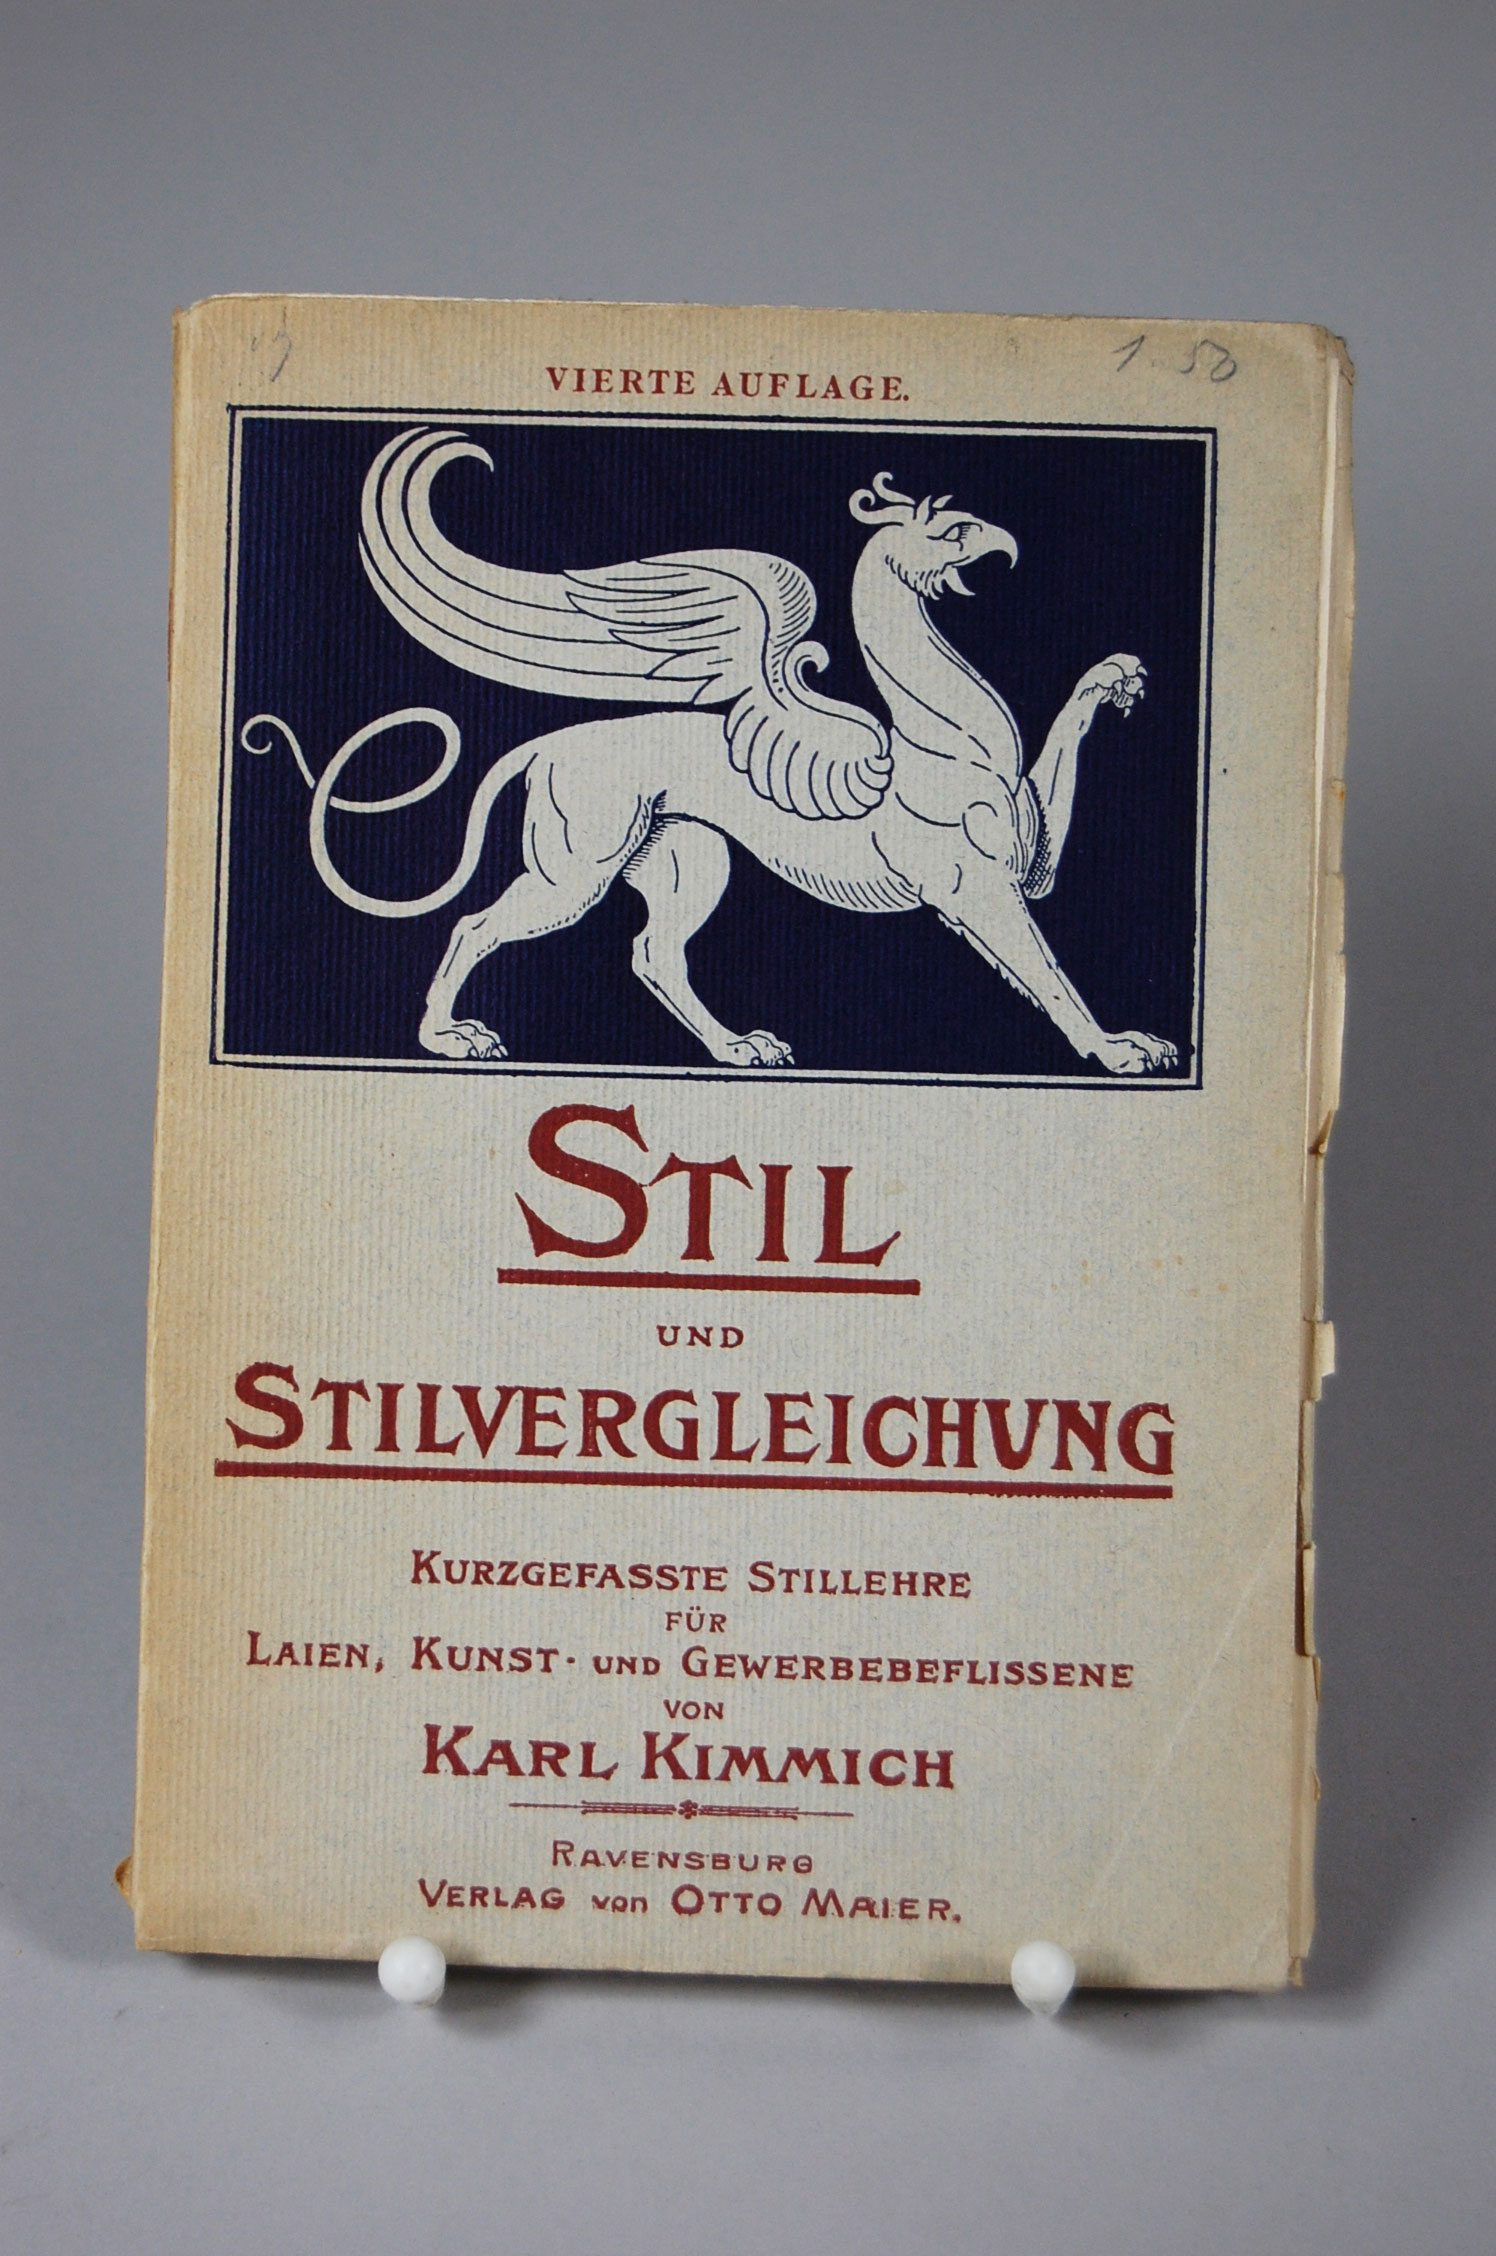 1.50
VIERTE AUFLAGE.
STIL
UND
STILVERGLEICHUNG
KURZGEFASSTE STILLEHRE
FÜR
LAIEN, KUNST- UND GEWERBEBEFLISSENE
VON
KARL KIMMICH
RAVENSBURG
VERLAG von OTTO MAIER.